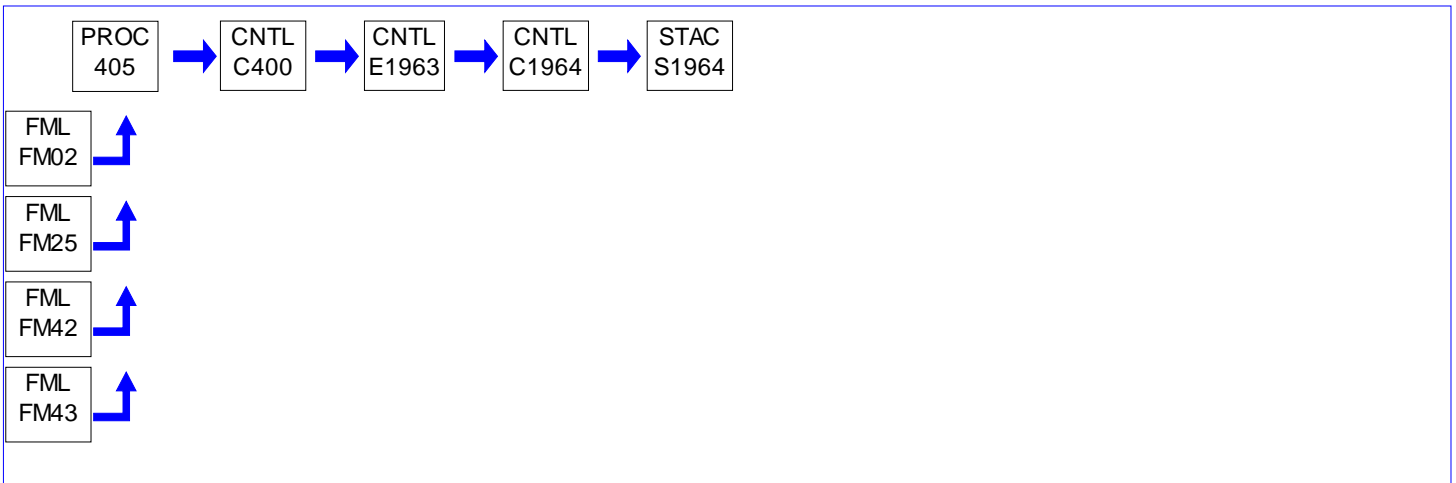 PROC
405
CNTL
C400
CNTL
E1963
CNTL
C1964
STAC
S1964
FML
FM02
FML
FM25
FML
FM42
FML
FM43